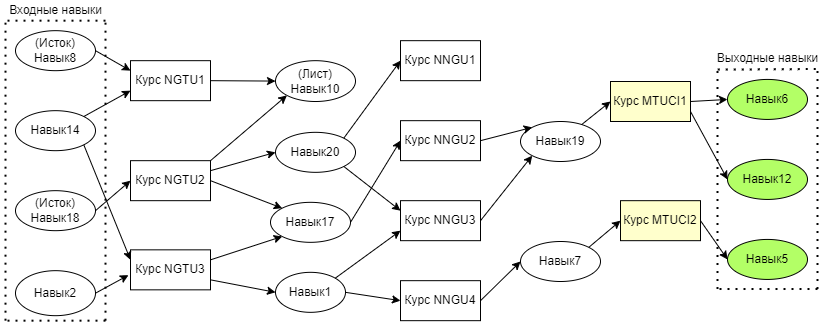 Входные навыки
(Исток)
Навык8
Навык14
(Исток)
Навык18
Навык2
Курс NGTU1
Курс NGTU2
Курс NGTU3
(Лист)
Навык10
Навык20
Навык17
Навык1
Курс NNGU1
Курс NNGU2
Курс NNGU3
Курс NNGU4
Навык19
Навык7
Курс MTUCI1
Курс MTUCI2
Выходные навыки
Навык6
Навык12
Навык5